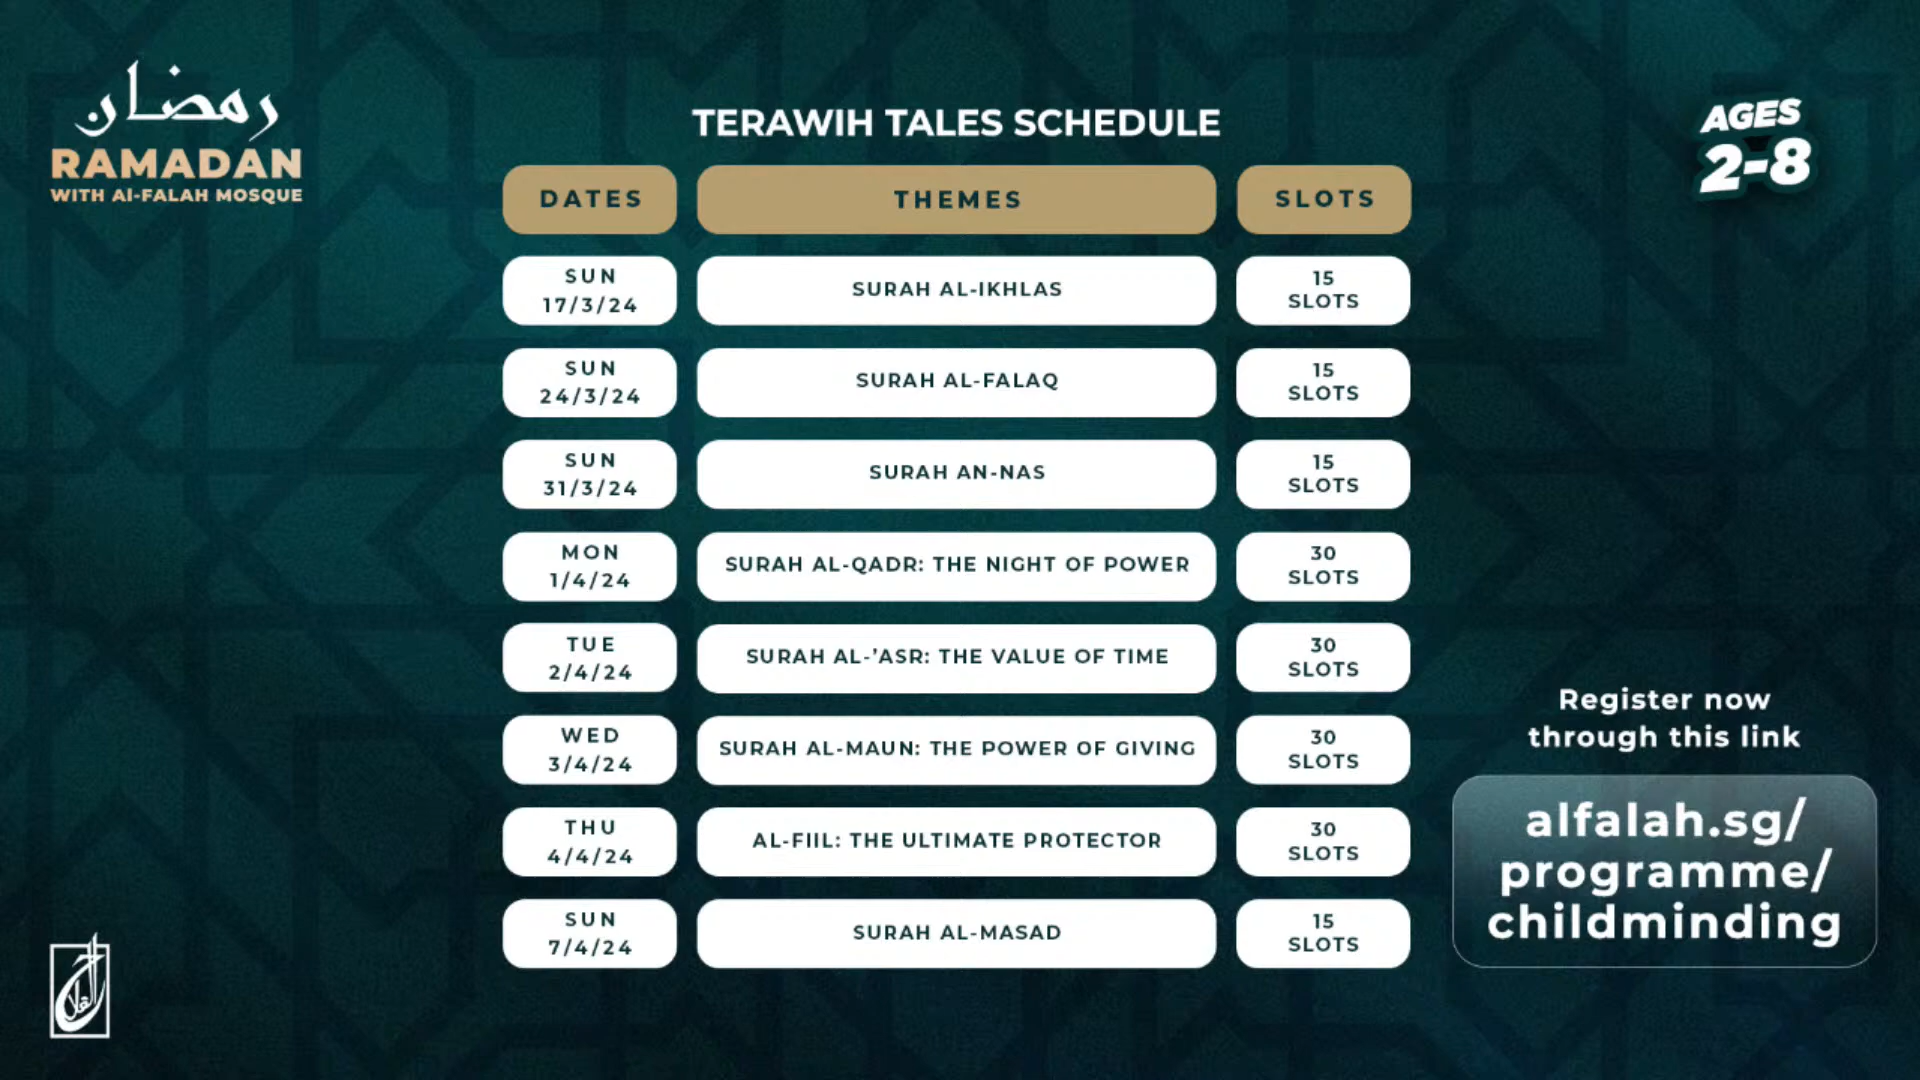 رمضان
RAMADAN
WITH Al-FALAH MOSQUE
TERAWIH TALES SCHEDULE
AGES
2-8
DATES THEMES SLOTS
SUN
17/3/24
SURAH AL-IKHLAS
15
SLOTS
SUN
24/3/24
SURAH AL-FALAQ
15
SLOTS
SUN
31/3/24
SURAH AN-NAS
15
SLOTS
MON
1/4/24
SURAH AL-QADR: THE NIGHT OF POWER
30
SLOTS
TUE
2/4/24
SURAH AL-’ASR: THE VALUE OF TIME
30
SLOTS
WED
3/4/24
SURAH AL-MAUN: THE POWER OF GIVING
30
SLOTS
THU
4/4/24
AL-FIIL: THE ULTIMATE PROTECTOR
30
SLOTS
SUN
7/4/24
SURAH AL-MASAD
15
SLOTS
Register now
through this link
alfalah.sg/
programme/
childminding